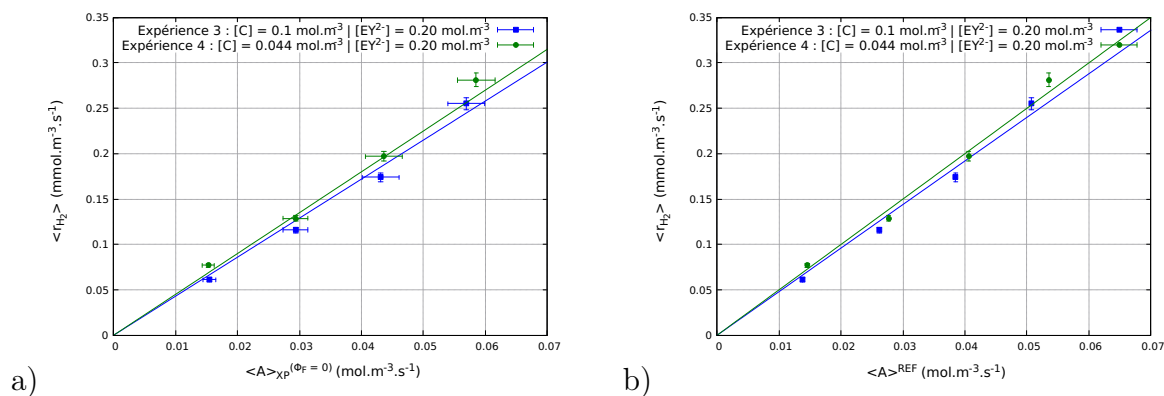 Expérience 3 : [C] = 0.1 mol.m⁻³ | [EY²⁻] = 0.20 mol.m⁻³
Expérience 4 : [C] = 0.044 mol.m⁻³ | [EY²⁻] = 0.20 mol.m⁻³
0.35
0.3
0.25
0.2
0.15
0.1
0.05
0
<r_H₂> (mmol.m⁻³.s⁻¹)
0 0.01 0.02 0.03 0.04 0.05 0.06 0.07
<A>_XP^(Φ_F = 0) (mol.m⁻³.s⁻¹)
a)
Expérience 3 : [C] = 0.1 mol.m⁻³ | [EY²⁻] = 0.20 mol.m⁻³
Expérience 4 : [C] = 0.044 mol.m⁻³ | [EY²⁻] = 0.20 mol.m⁻³
0.35
0.3
0.25
0.2
0.15
0.1
0.05
0
<r_H₂> (mmol.m⁻³.s⁻¹)
0 0.01 0.02 0.03 0.04 0.05 0.06 0.07
<A>^REF (mol.m⁻³.s⁻¹)
b)